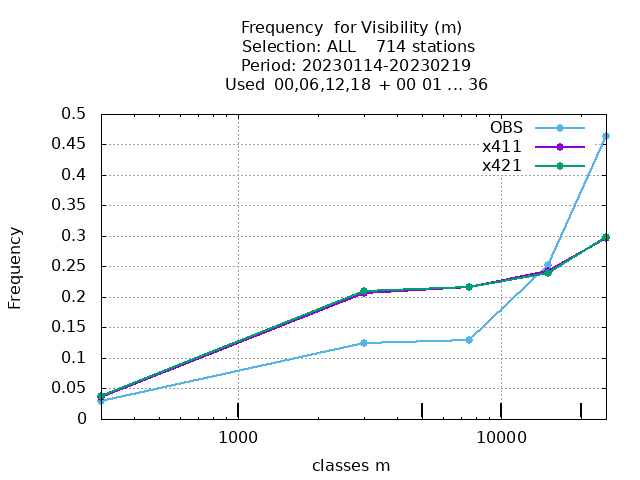 Frequency  for Visibility (m)
Selection: ALL    714 stations
Period: 20230114-20230219
Used  00,06,12,18  + 00 01 ... 36
OBS
x411
x421
0.5
0.45
0.4
0.35
0.3
0.25
0.2
0.15
0.1
0.05
0
Frequency
1000
10000
classes m